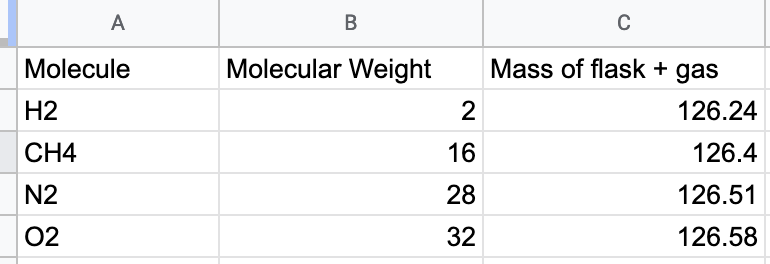 A B C
Molecule Molecular Weight Mass of flask + gas
H2 2 126.24
CH4 16 126.4
N2 28 126.51
O2 32 126.58